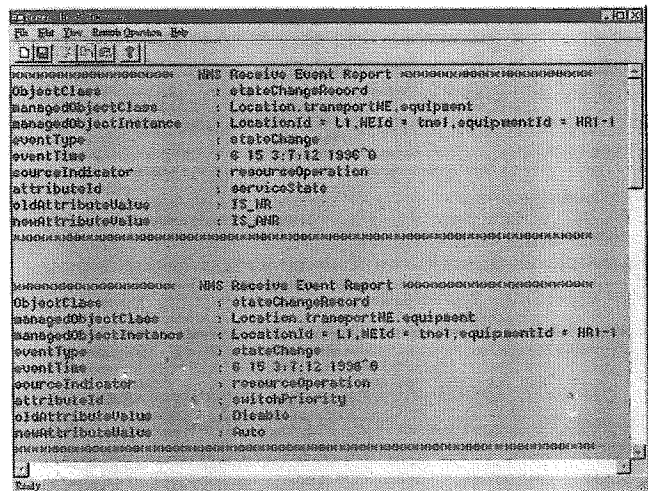 File Edit View Remote Operation Help
NMS Receive Event Report
ObjectClass : stateChangeRecord
managedObjectClass : Location.transportNE.equipment
managedObjectInstance : LocationId = L1,NEId = tne1,equipmentId = HR1-1
eventType : stateChange
eventTime : 6 15 3:7:12 1996^@
sourceIndicator : resourceOperation
attributeId : serviceState
oldAttributeValue : IS_NR
newAttributeValue : IS_ANR
NMS Receive Event Report
ObjectClass : stateChangeRecord
managedObjectClass : Location.transportNE.equipment
managedObjectInstance : LocationId = L1,NEId = tne1,equipmentId = HR1-1
eventType : stateChange
eventTime : 6 15 3:7:12 1996^@
sourceIndicator : resourceOperation
attributeId : switchPriority
oldAttributeValue : Disable
newAttributeValue : Auto
Ready